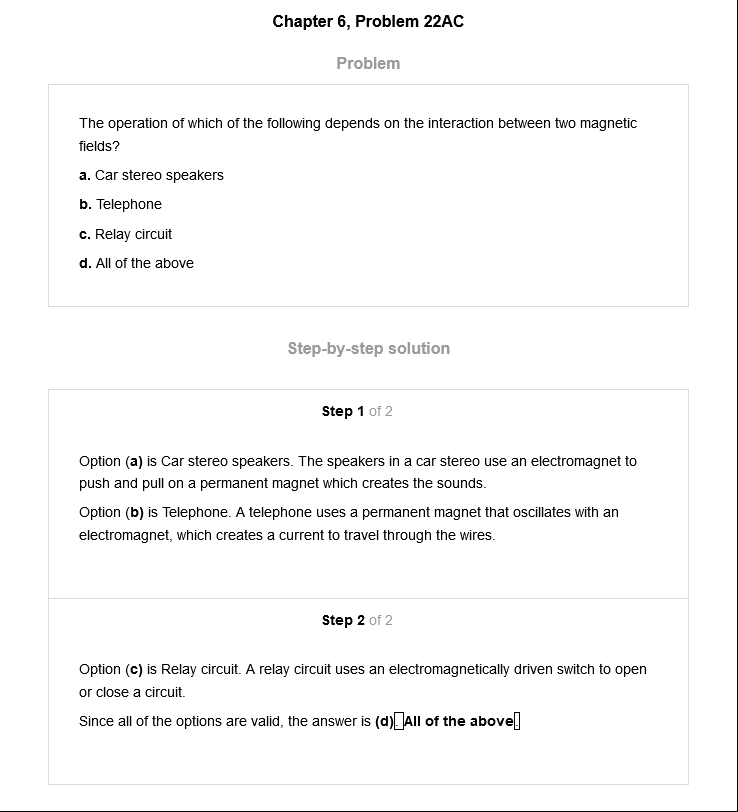 Chapter 6, Problem 22AC
Problem
The operation of which of the following depends on the interaction between two magnetic
fields?
a. Car stereo speakers
b. Telephone
c. Relay circuit
d. All of the above
Step-by-step solution
Step 1 of 2
Option (a) is Car stereo speakers. The speakers in a car stereo use an electromagnet to
push and pull on a permanent magnet which creates the sounds.
Option (b) is Telephone. A telephone uses a permanent magnet that oscillates with an
electromagnet, which creates a current to travel through the wires.
Step 2 of 2
Option (c) is Relay circuit. A relay circuit uses an electromagnetically driven switch to open
or close a circuit.
Since all of the options are valid, the answer is (d). All of the above.